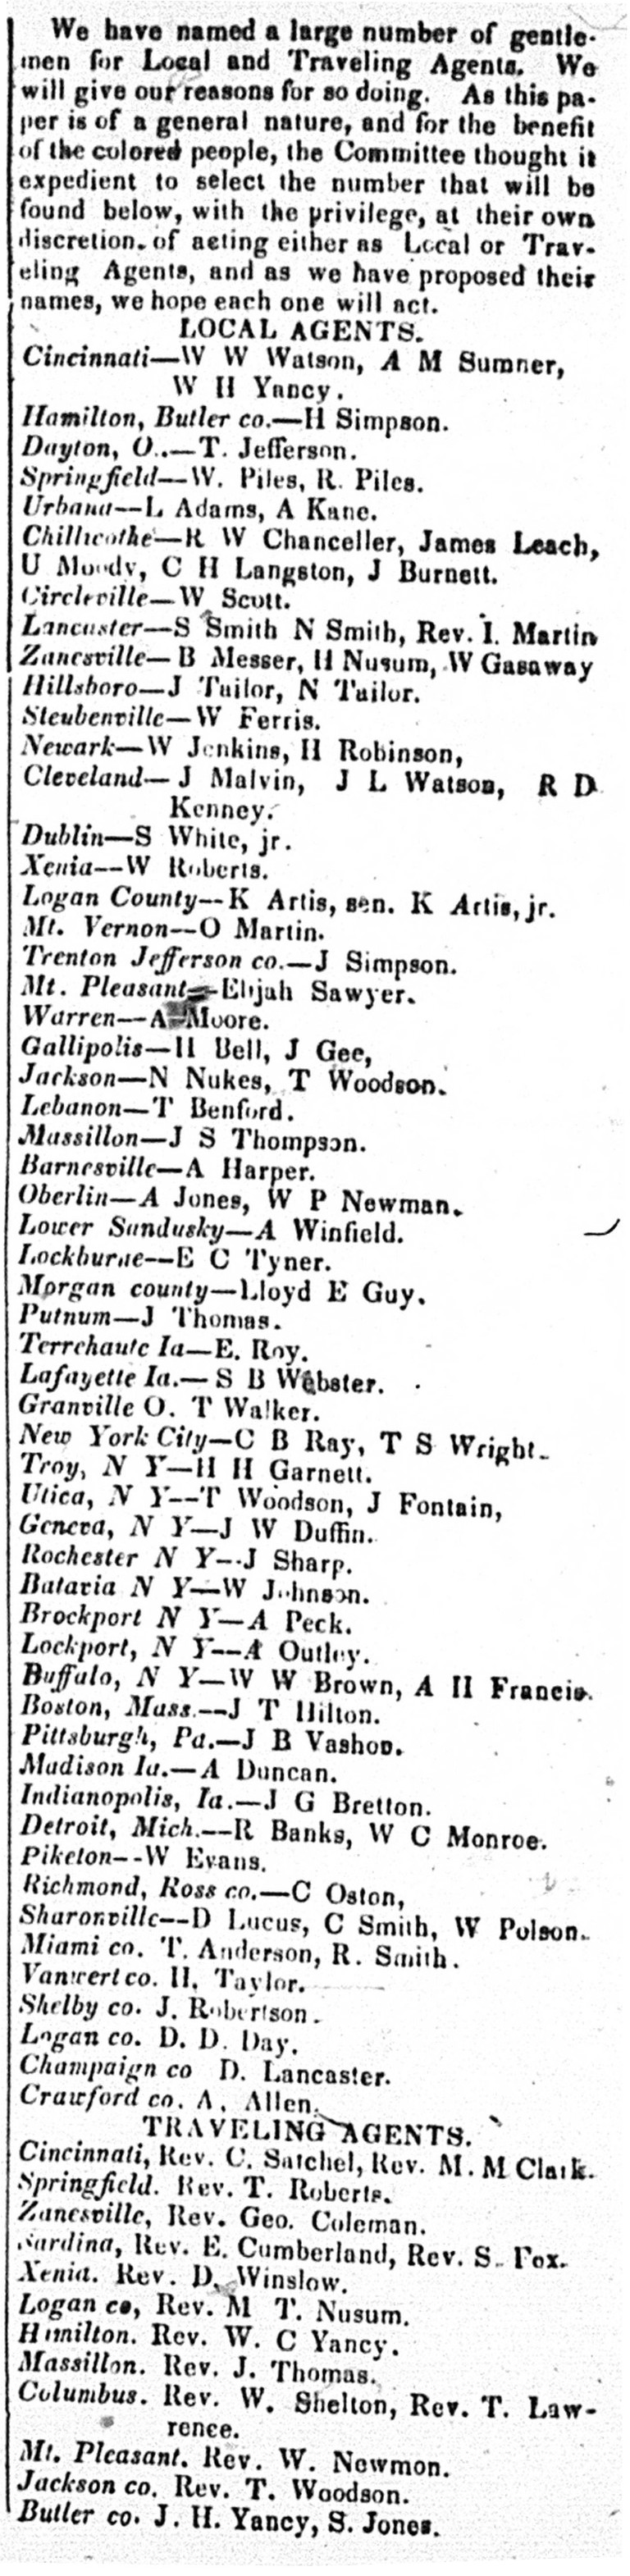 We have named a large number of gentle-
men for Local and Traveling Agents. We
will give our reasons for so doing. As this pa-
per is of a general nature, and for the benefit
of the colored people, the Committee thought it
expedient to select the number that will be
found below, with the privilege, at their own
discretion. of acting either as Local or Trav-
eling Agents, and as we have proposed their
names, we hope each one will act.
LOCAL AGENTS.
Cincinnati—W W Watson, A M Sumner,
W H Yancy.
Hamilton, Butler co.—H Simpson.
Dayton, O..—T. Jefferson.
Springfield—W. Piles, R. Piles.
Urbana—L Adams, A Kane.
Chillicothe—R W Chanceller, James Leach,
U Moody, C H Langston, J Burnett.
Circleville—W Scott.
Lancaster—S Smith N Smith, Rev. I. Martin
Zanesville—B Messer, H Nusum, W Gasaway
Hillsboro—J Tailor, N Tailor.
Steubenville—W Ferris.
Newark—W Jenkins, H Robinson,
Cleveland—J Malvin, J L Watson, R D
Kenney.
Dublin—S White, jr.
Xenia—W Roberts.
Logan County—K Artis, sen. K Artis, jr.
Mt. Vernon—O Martin.
Trenton Jefferson co.—J Simpson.
Mt. Pleasant—Elijah Sawyer.
Warren—A Moore.
Gallipolis—H Bell, J Gee,
Jackson—N Nukes, T Woodson.
Lebanon—T Benford.
Massillon—J S Thompson.
Barnesville—A Harper.
Oberlin—A Jones, W P Newman.
Lower Sandusky—A Winfield.
Lockburne—E C Tyner.
Morgan county—Lloyd E Guy.
Putnum—J Thomas.
Terrehaute Ia—E. Roy.
Lafayette Ia.—S B Webster.
Granville O. T Walker.
New York City—C B Ray, T S Wright.
Troy, N Y—H H Garnett.
Utica, N Y—T Woodson, J Fontain,
Geneva, N Y—J W Duffin.
Rochester N Y—J Sharp.
Batavia N Y—W Johnson.
Brockport N Y—A Peck.
Lockport, N Y—A Outley.
Buffalo, N Y—W W Brown, A H Francis.
Boston, Mass.—J T Hilton.
Pittsburgh, Pa.—J B Vashon.
Madison Ia.—A Duncan.
Indianopolis, Ia.—J G Bretton.
Detroit, Mich.—R Banks, W C Monroe.
Piketon—W Evans.
Richmond, Ross co.—C Oston,
Sharonville—D Lucus, C Smith, W Polson.
Miami co. T. Anderson, R. Smith.
Vanwert co. H. Taylor.
Shelby co. J. Robertson.
Logan co. D. D. Day.
Champaign co D. Lancaster.
Crawford co. A. Allen.
TRAVELING AGENTS.
Cincinnati, Rev. C. Satchel, Rev. M. M Clark.
Springfield. Rev. T. Roberts.
Zanesville, Rev. Geo. Coleman.
Sardina, Rev. E. Cumberland, Rev. S. Fox.
Xenia. Rev. D. Winslow.
Logan co, Rev. M T. Nusum.
Hamilton. Rev. W. C Yancy.
Massillon. Rev. J. Thomas.
Columbus. Rev. W. Shelton, Rev. T. Law-
rence.
Mt. Pleasant. Rev. W. Newmon.
Jackson co. Rev. T. Woodson.
Butler co. J. H. Yancy, S. Jones.